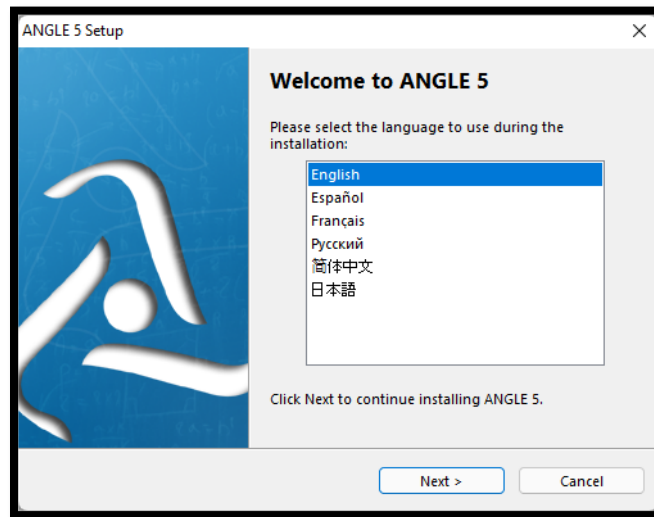 ANGLE 5 Setup
Welcome to ANGLE 5
Please select the language to use during the
installation:
English
Español
Français
Русский
简体中文
日本語
Click Next to continue installing ANGLE 5.
Next >
Cancel